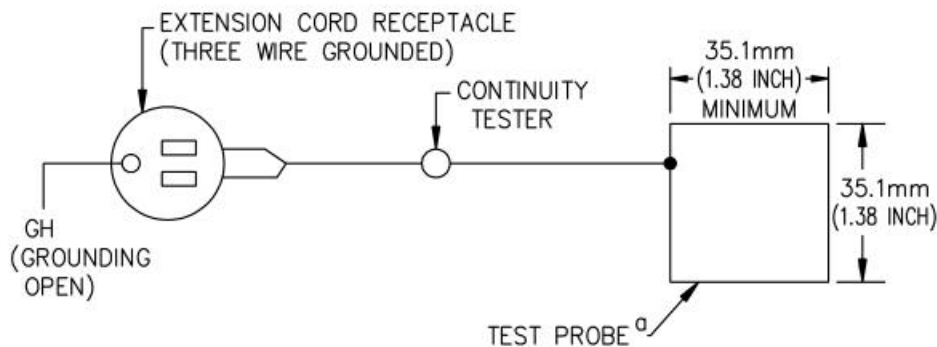 EXTENSION CORD RECEPTACLE
(THREE WIRE GROUNDED)
CONTINUITY
TESTER
35.1mm
(1.38 INCH)
MINIMUM
35.1mm
(1.38 INCH)
GH
(GROUNDING
OPEN)
TEST PROBE a